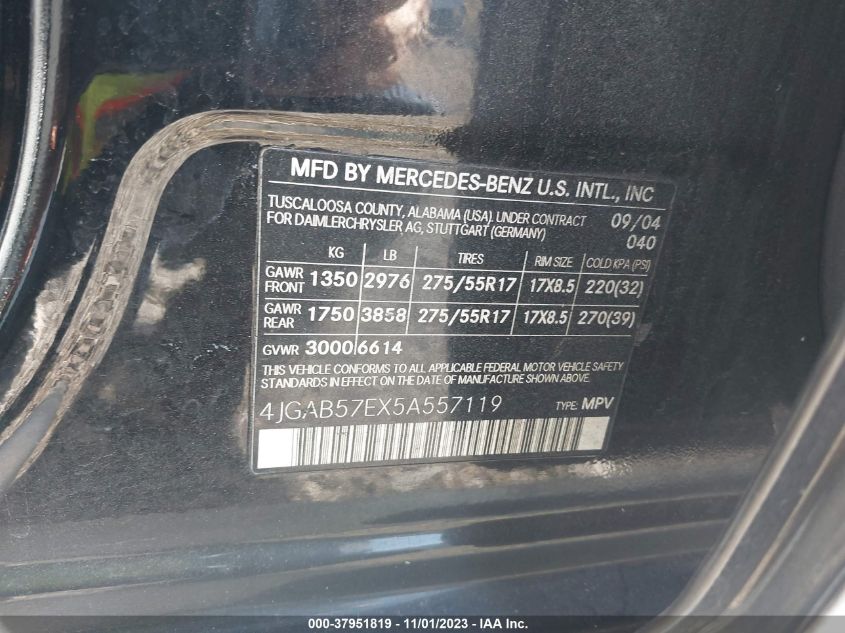 MFD BY MERCEDES-BENZ U.S. INTL., INC
TUSCALOOSA COUNTY, ALABAMA (USA). UNDER CONTRACT 09/04
FOR DAIMLERCHRYSLER AG, STUTTGART (GERMANY) 040
KG LB TIRES RIM SIZE COLD KPA (PSI)
GAWR FRONT 1350 2976 275/55R17 17X8.5 220(32)
GAWR REAR 1750 3858 275/55R17 17X8.5 270(39)
GVWR 3000 6614
THIS VEHICLE CONFORMS TO ALL APPLICABLE FEDERAL MOTOR VEHICLE SAFETY
STANDARDS IN EFFECT ON THE DATE OF MANUFACTURE SHOWN ABOVE.
4JGAB57EX5A557119 TYPE: MPV
000-37951819 - 11/01/2023 - IAA Inc.